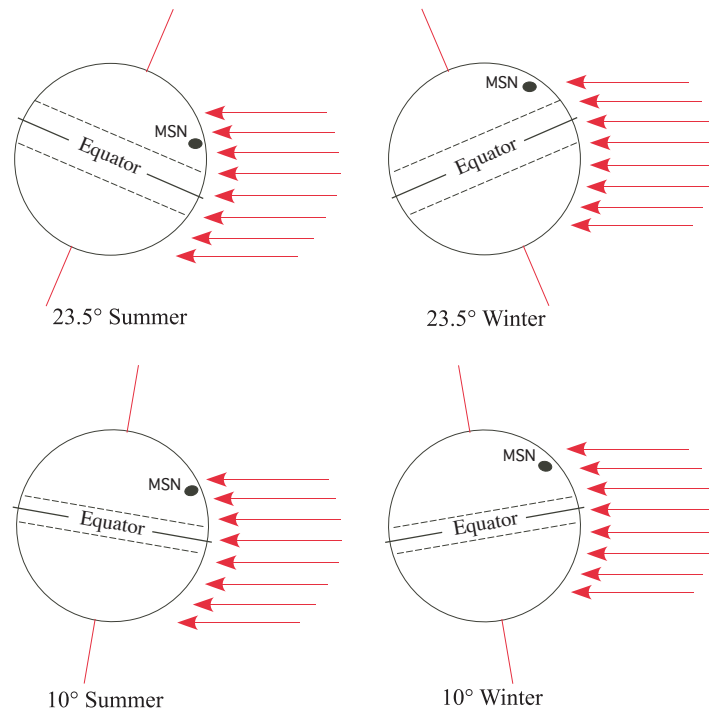 MSN
Equator
23.5° Summer
MSN
Equator
23.5° Winter
MSN
Equator
10° Summer
MSN
Equator
10° Winter